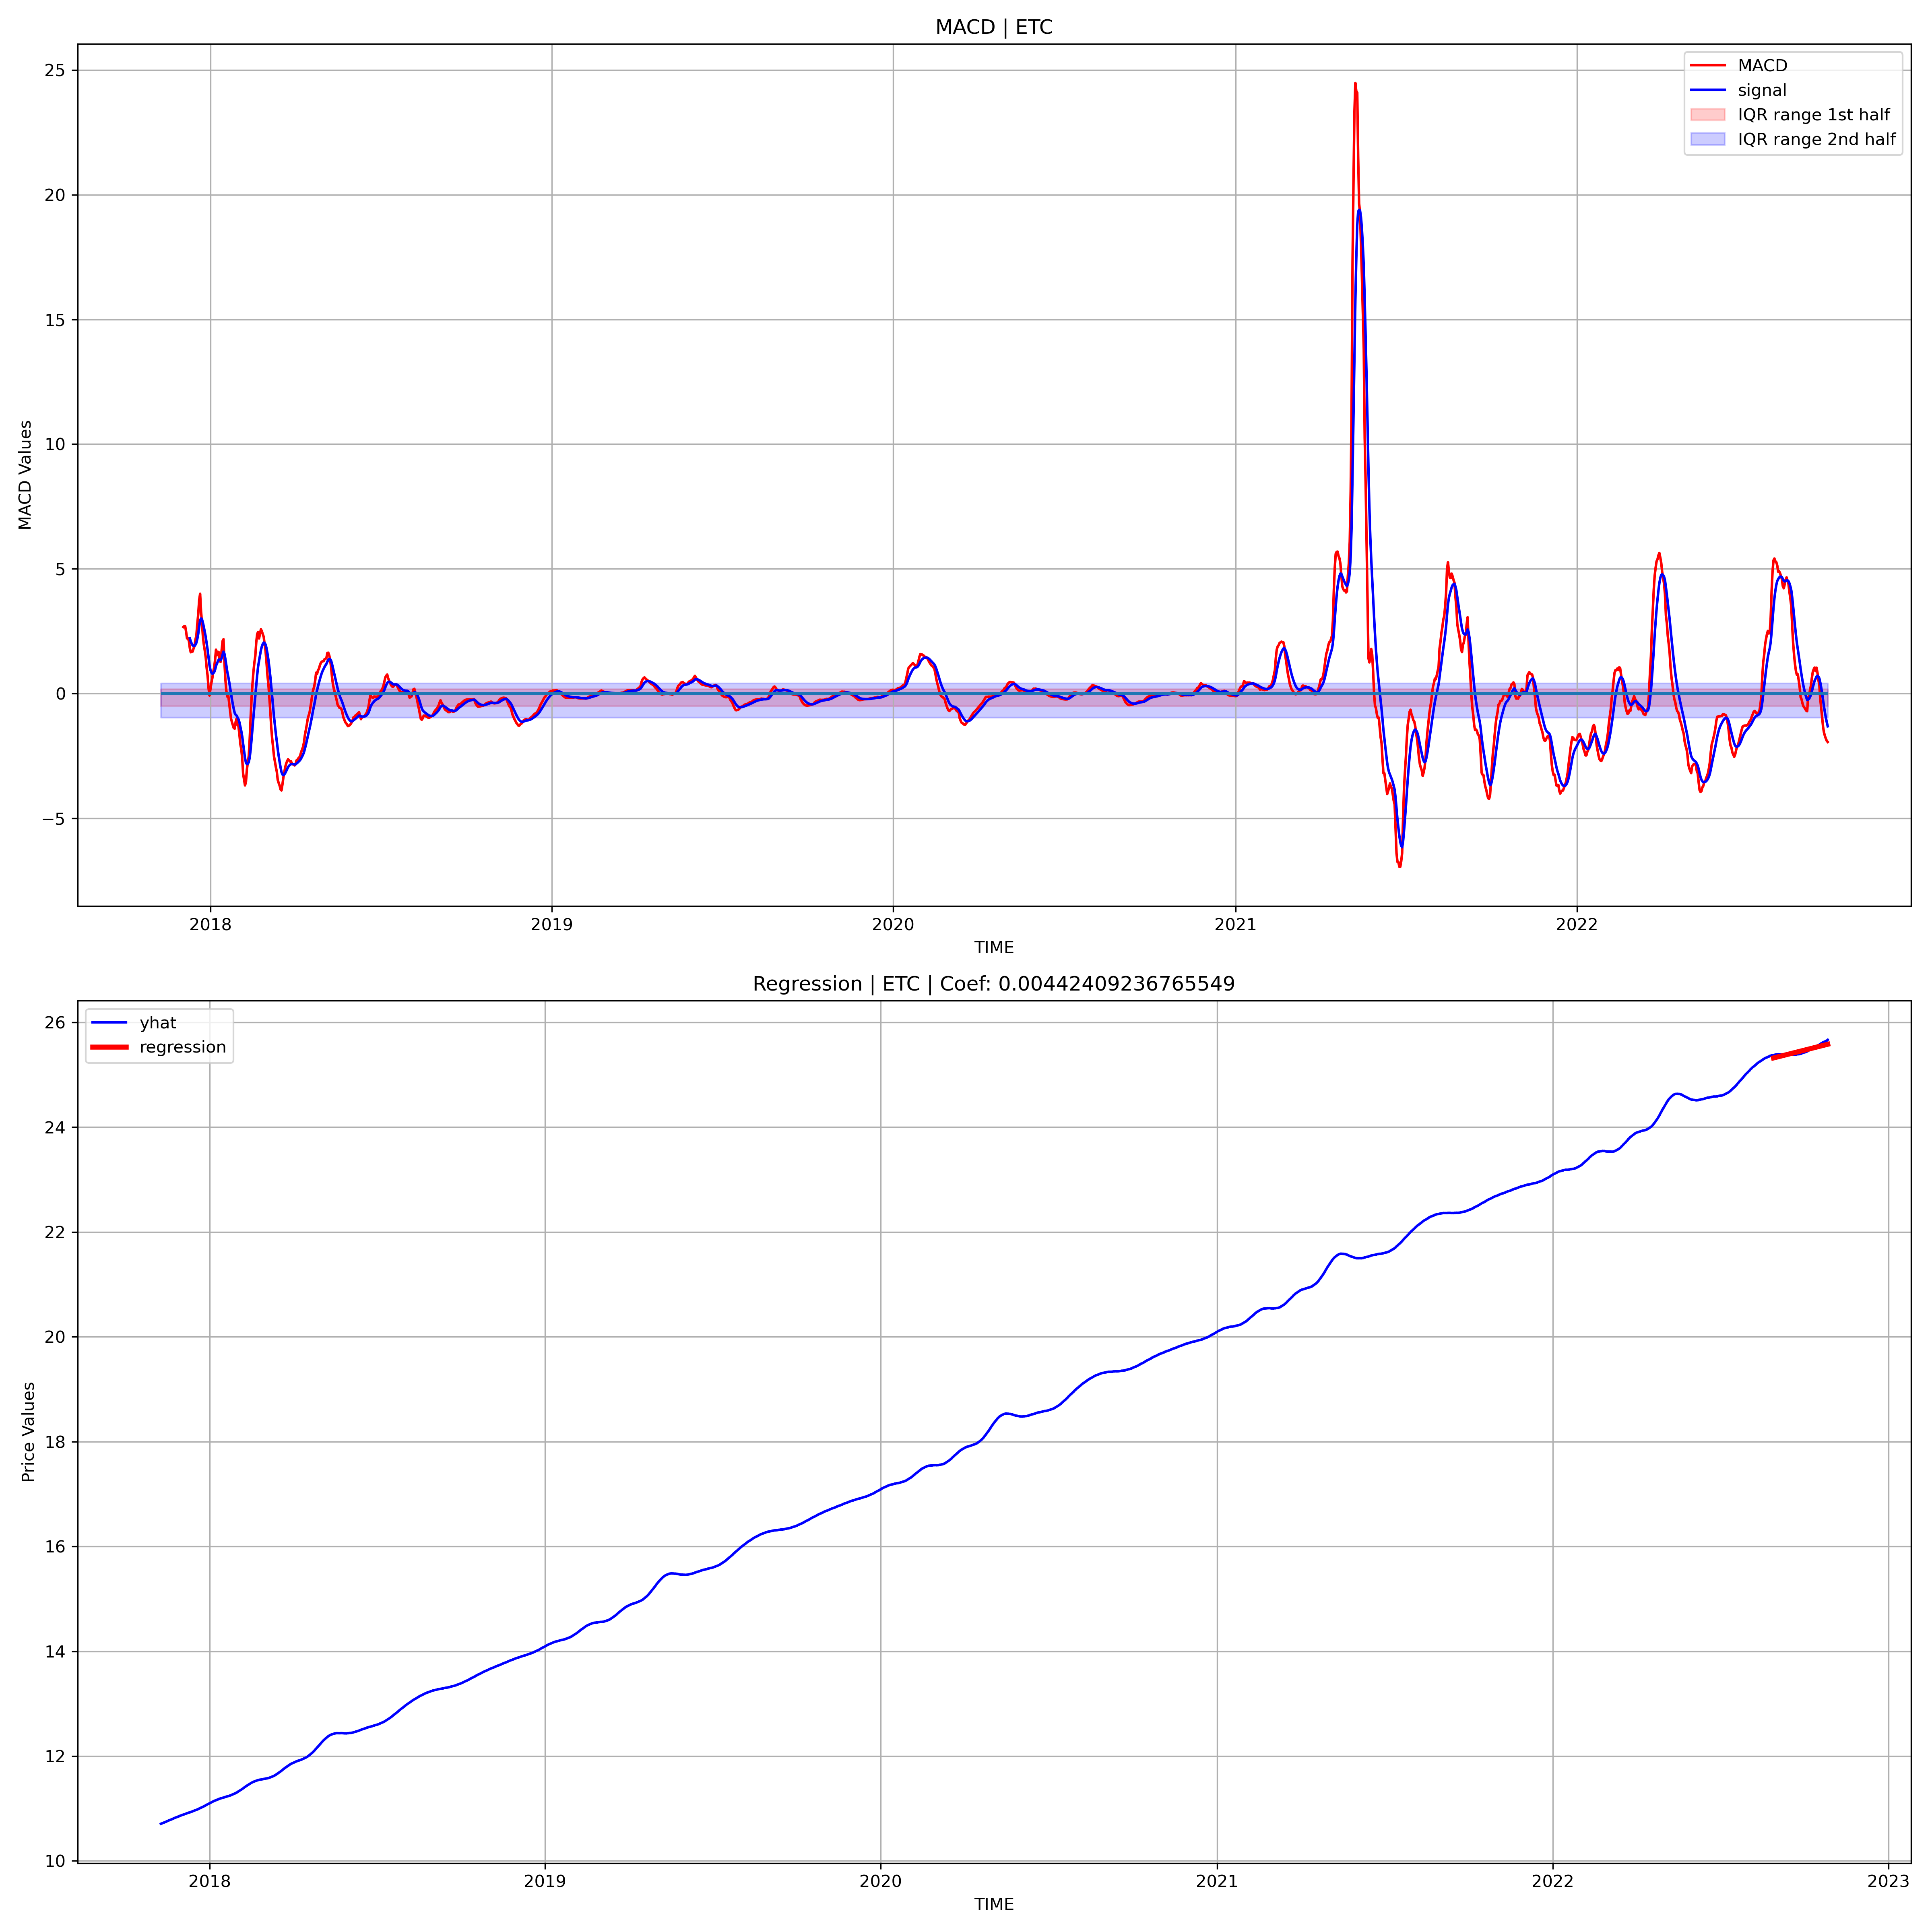 MACD | ETC
MACD
signal
IQR range 1st half
IQR range 2nd half
MACD Values
25
20
15
10
5
0
−5
2018 2019 2020 2021 2022
TIME
Regression | ETC | Coef: 0.00442409236765549
yhat
regression
Price Values
26
24
22
20
18
16
14
12
10
2018 2019 2020 2021 2022 2023
TIME